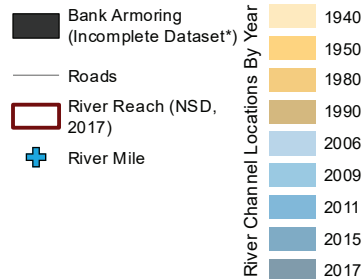 Bank Armoring
(Incomplete Dataset*)
Roads
River Reach (NSD,
2017)
River Mile
River Channel Locations By Year
1940
1950
1980
1990
2006
2009
2011
2015
2017